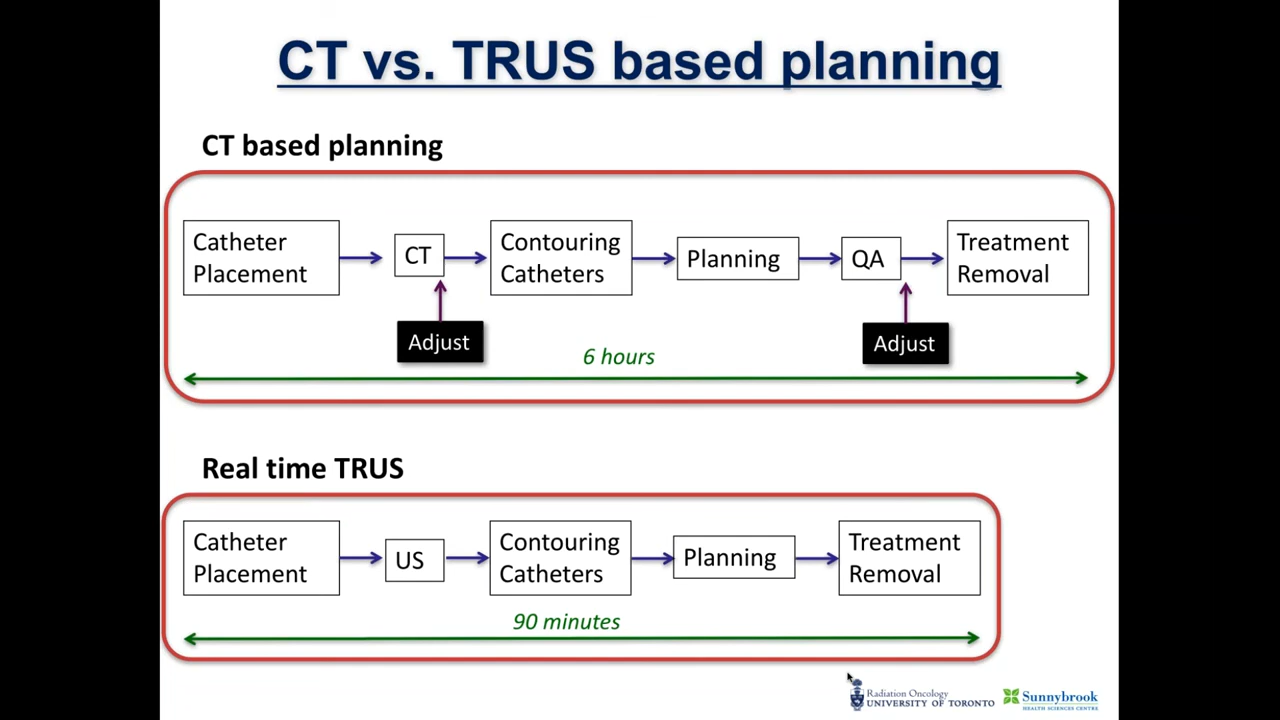 CT vs. TRUS based planning
CT based planning
Catheter
Placement
CT
Contouring
Catheters
Planning
QA
Treatment
Removal
Adjust
Adjust
6 hours
Real time TRUS
Catheter
Placement
US
Contouring
Catheters
Planning
Treatment
Removal
90 minutes
Radiation Oncology
UNIVERSITY OF TORONTO
Sunnybrook
HEALTH SCIENCES CENTRE